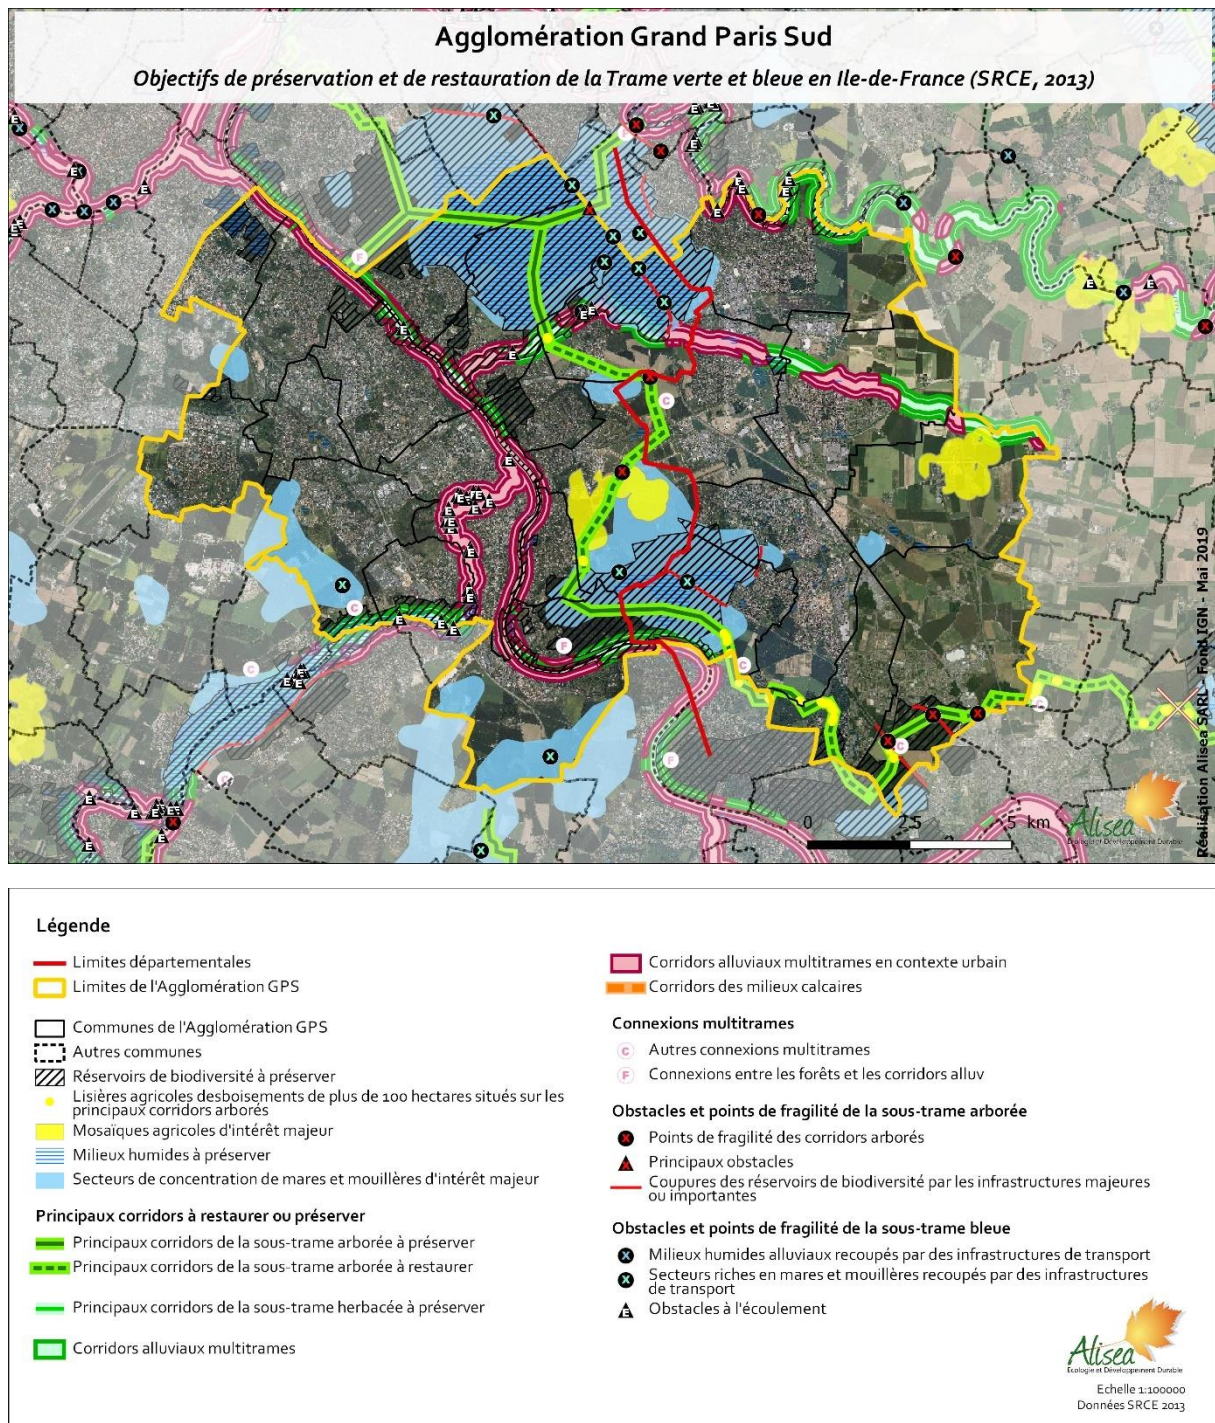 Agglomération Grand Paris Sud
Objectifs de préservation et de restauration de la Trame verte et bleue en Ile-de-France (SRCE, 2013)
Réalisation Alisea SARL - Fond IGN - Mai 2019
0 2,5 5 km
Alisea
Ecologie et Développement Durable
Légende
Limites départementales
Limites de l'Agglomération GPS
Communes de l'Agglomération GPS
Autres communes
Réservoirs de biodiversité à préserver
Lisières agricoles desboisements de plus de 100 hectares situés sur les
principaux corridors arborés
Mosaïques agricoles d'intérêt majeur
Milieux humides à préserver
Secteurs de concentration de mares et mouillères d'intérêt majeur
Principaux corridors à restaurer ou préserver
Principaux corridors de la sous-trame arborée à préserver
Principaux corridors de la sous-trame arborée à restaurer
Principaux corridors de la sous-trame herbacée à préserver
Corridors alluviaux multitrames
Corridors alluviaux multitrames en contexte urbain
Corridors des milieux calcaires
Connexions multitrames
C Autres connexions multitrames
F Connexions entre les forêts et les corridors alluv
Obstacles et points de fragilité de la sous-trame arborée
X Points de fragilité des corridors arborés
X Principaux obstacles
Coupures des réservoirs de biodiversité par les infrastructures majeures
ou importantes
Obstacles et points de fragilité de la sous-trame bleue
X Milieux humides alluviaux recoupés par des infrastructures de transport
X Secteurs riches en mares et mouillères recoupés par des infrastructures
de transport
E Obstacles à l'écoulement
Alisea
Ecologie et Développement Durable
Echelle 1:100000
Données SRCE 2013